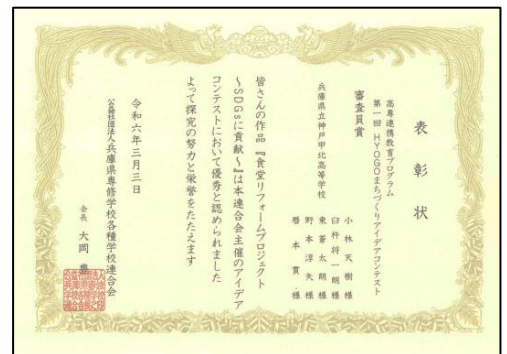 表彰状
高専連携教育プログラム
第一回 HYOGOまちづくりアイデアコンテスト
審査員賞
兵庫県立神戸甲北高等学校
小林天樹様
臼杵将朗様
東蒼太朗様
野本淳矢様
暦本貫様
皆さんの作品『食堂リフォームプロジェクト
～SDGsに貢献～』は本連合会主催のアイデア
コンテストにおいて優秀と認められました
よって探究の努力と栄誉をたたえます
令和六年三月三日
公益社団法人兵庫県専修学校各種学校連合会
会長 大岡